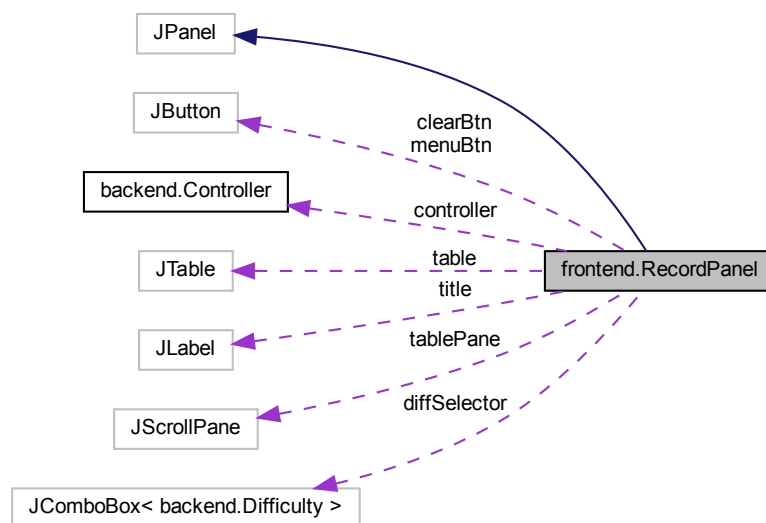 JPanel
JButton
clearBtn
menuBtn
backend.Controller
controller
frontend.RecordPanel
JTable
table
title
JLabel
tablePane
JScrollPane
diffSelector
JComboBox< backend.Difficulty >